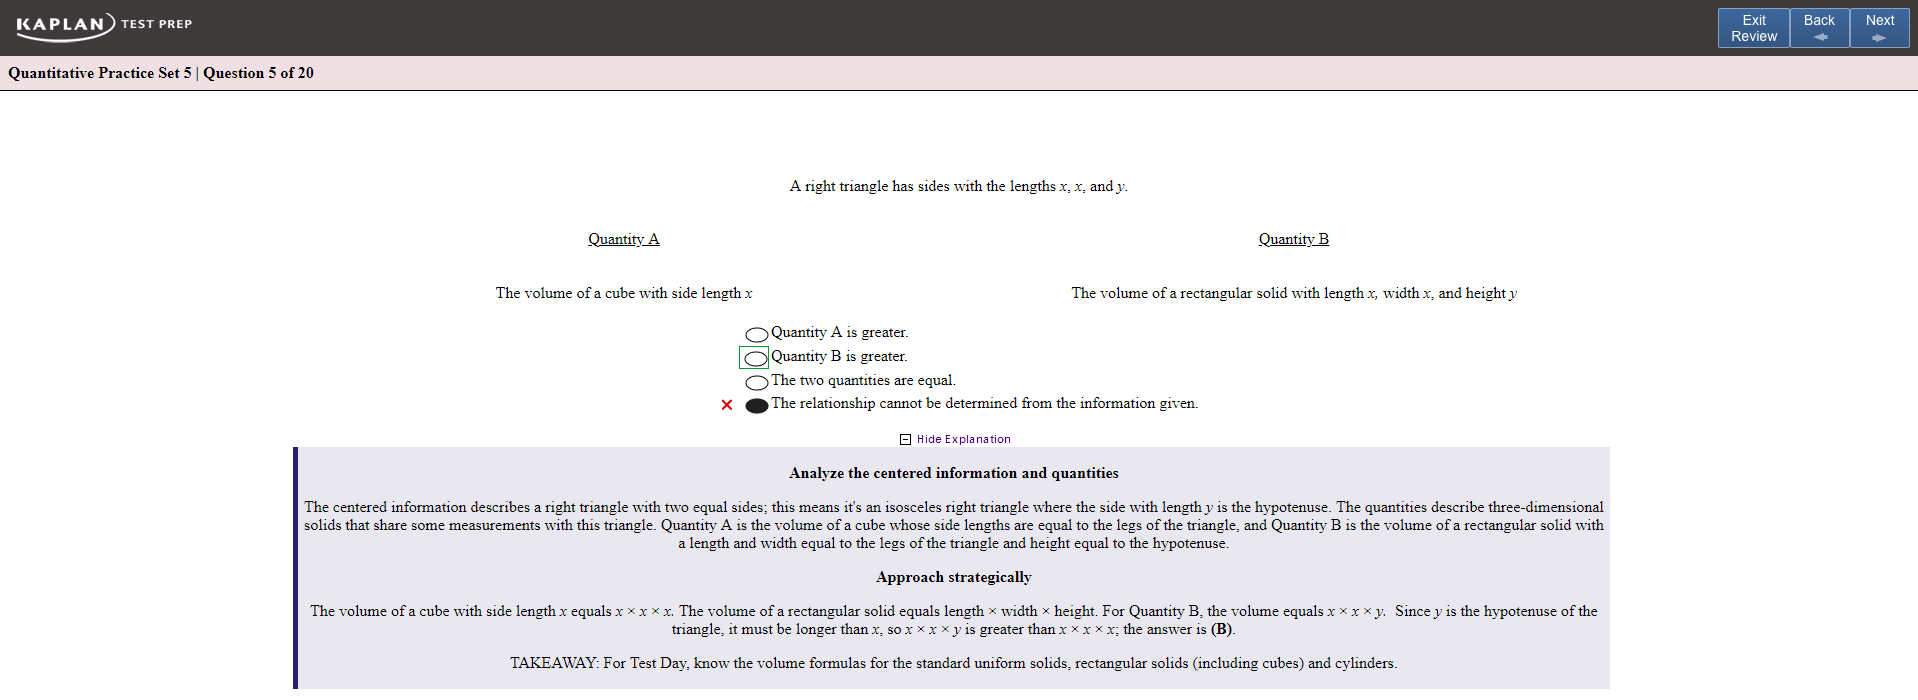 KAPLAN TEST PREP
Exit Review
Back
Next
Quantitative Practice Set 5 | Question 5 of 20
A right triangle has sides with the lengths x, x, and y.
Quantity A
Quantity B
The volume of a cube with side length x
The volume of a rectangular solid with length x, width x, and height y
Quantity A is greater.
Quantity B is greater.
The two quantities are equal.
The relationship cannot be determined from the information given.
Hide Explanation
Analyze the centered information and quantities
The centered information describes a right triangle with two equal sides; this means it's an isosceles right triangle where the side with length y is the hypotenuse. The quantities describe three-dimensional
solids that share some measurements with this triangle. Quantity A is the volume of a cube whose side lengths are equal to the legs of the triangle, and Quantity B is the volume of a rectangular solid with
a length and width equal to the legs of the triangle and height equal to the hypotenuse.
Approach strategically
The volume of a cube with side length x equals x × x × x. The volume of a rectangular solid equals length × width × height. For Quantity B, the volume equals x × x × y. Since y is the hypotenuse of the
triangle, it must be longer than x, so x × x × y is greater than x × x × x; the answer is (B).
TAKEAWAY: For Test Day, know the volume formulas for the standard uniform solids, rectangular solids (including cubes) and cylinders.